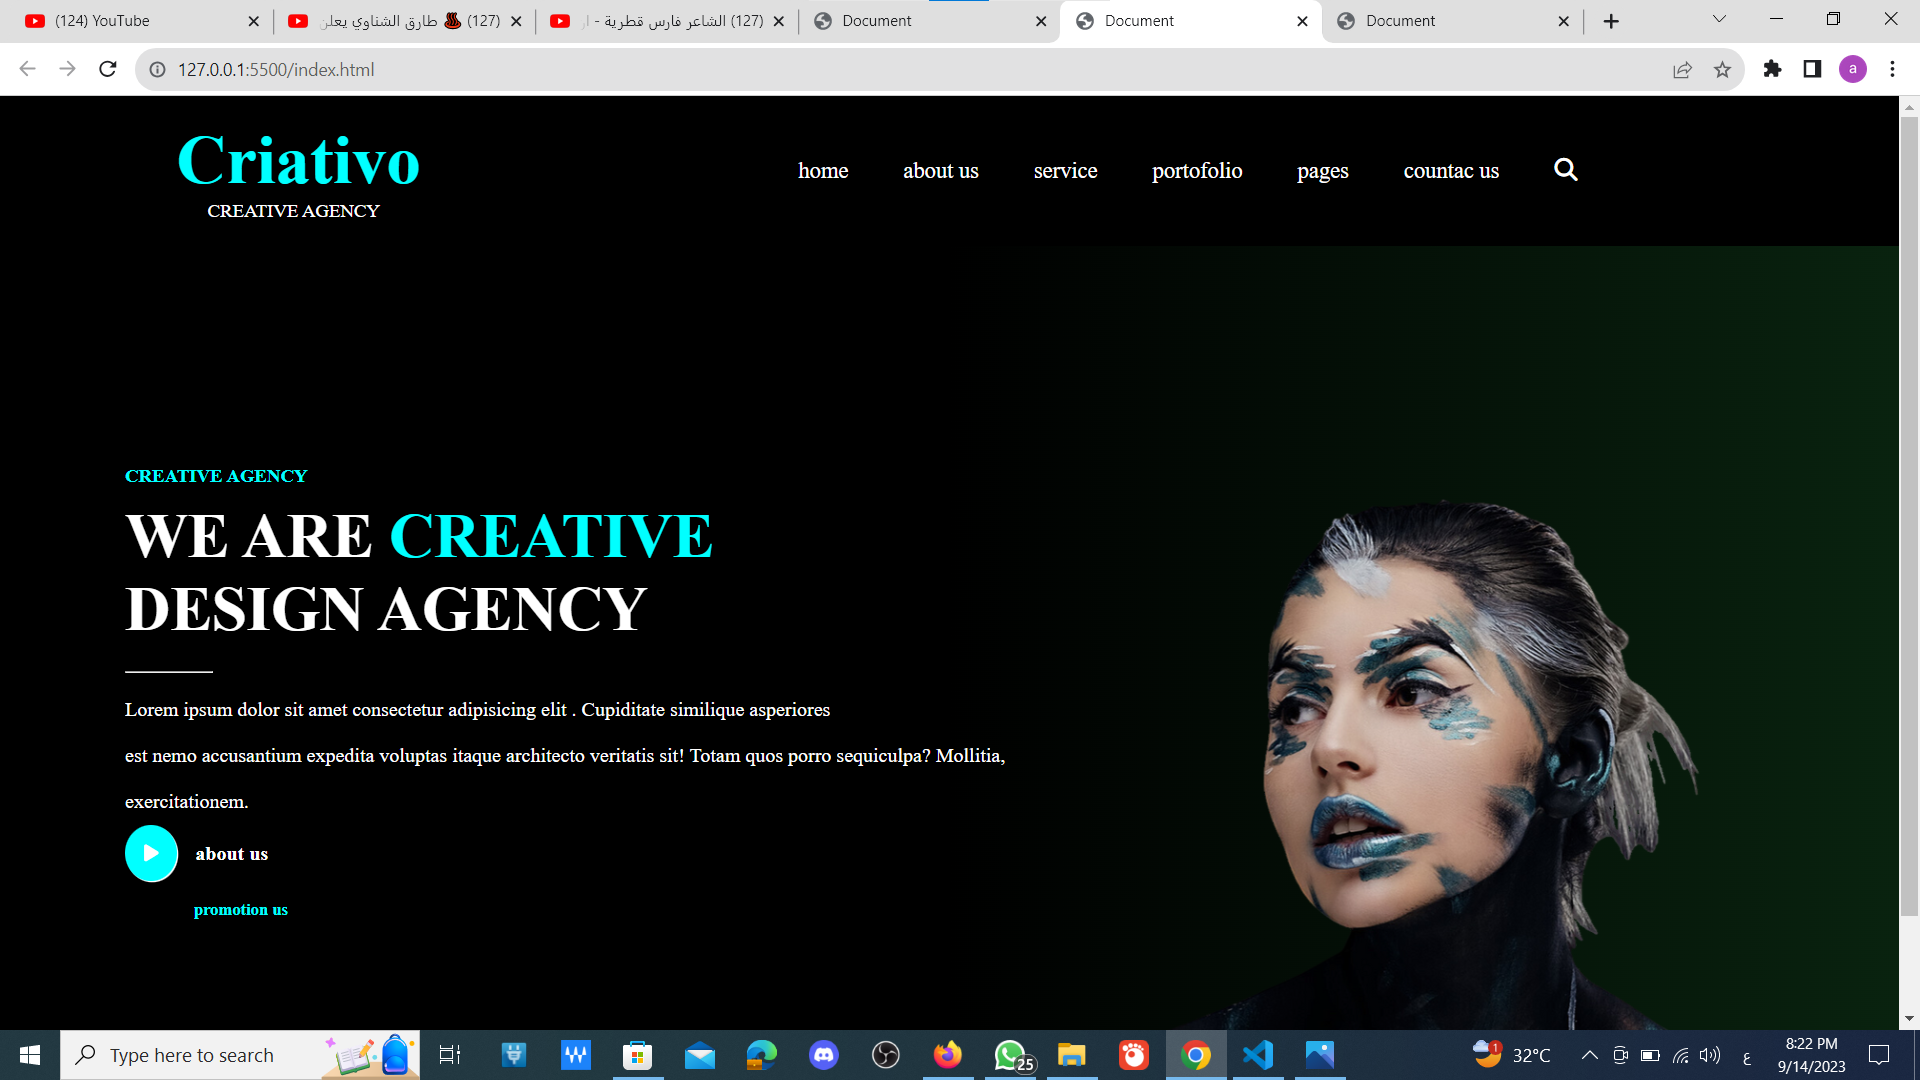 (124) YouTube
(127) ♨️ طارق الشناوي يعلن
(127) الشاعر فارس قطرية - ا
Document
Document
Document
127.0.0.1:5500/index.html
a
Criativo
CREATIVE AGENCY
home
about us
service
portofolio
pages
countac us
CREATIVE AGENCY
WE ARE CREATIVE
DESIGN AGENCY
Lorem ipsum dolor sit amet consectetur adipisicing elit . Cupiditate similique asperiores
est nemo accusantium expedita voluptas itaque architecto veritatis sit! Totam quos porro sequiculpa? Mollitia,
exercitationem.
about us
promotion us
Type here to search
25
1
32°C
ع
8:22 PM
9/14/2023